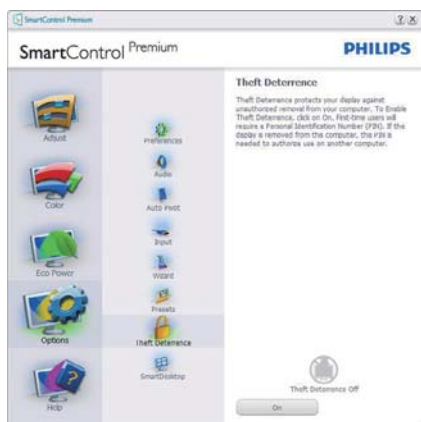 SmartControl Premium
SmartControl Premium
PHILIPS
Adjust
Color
Eco Power
Options
Help
Preferences
Audio
Auto Pivot
Input
Wizard
Presets
Theft Deterrence
SmartDesktop
Theft Deterrence
Theft Deterrence protects your display against
unauthorized removal from your computer. To Enable
Theft Deterrence, click on On. First-time users will
require a Personal Identification Number (PIN). If the
display is removed from the computer, the PIN is
needed to authorize use on another computer.
Theft Deterrence Off
On